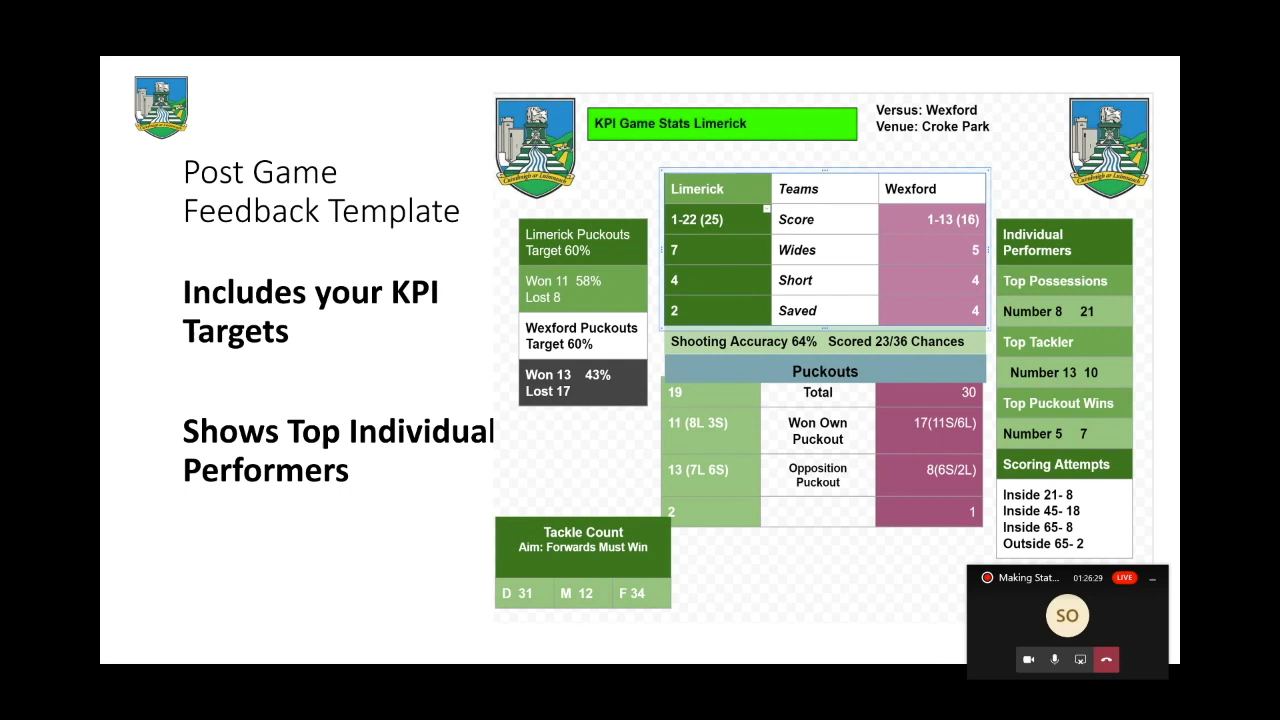 Post Game
Feedback Template
Includes your KPI
Targets
Shows Top Individual
Performers
KPI Game Stats Limerick
Versus: Wexford
Venue: Croke Park
Limerick Teams Wexford
1-22 (25) Score 1-13 (16)
7 Wides 5
4 Short 4
2 Saved 4
Shooting Accuracy 64% Scored 23/36 Chances
Puckouts
19 Total 30
11 (8L 3S) Won Own
Puckout 17(11S/6L)
13 (7L 6S) Opposition
Puckout 8(6S/2L)
2 1
Limerick Puckouts
Target 60%
Won 11 58%
Lost 8
Wexford Puckouts
Target 60%
Won 13 43%
Lost 17
Tackle Count
Aim: Forwards Must Win
D 31 M 12 F 34
Individual
Performers
Top Possessions
Number 8 21
Top Tackler
Number 13 10
Top Puckout Wins
Number 5 7
Scoring Attempts
Inside 21- 8
Inside 45- 18
Inside 65- 8
Outside 65- 2
Making Stat... 01:26:29 LIVE
SO